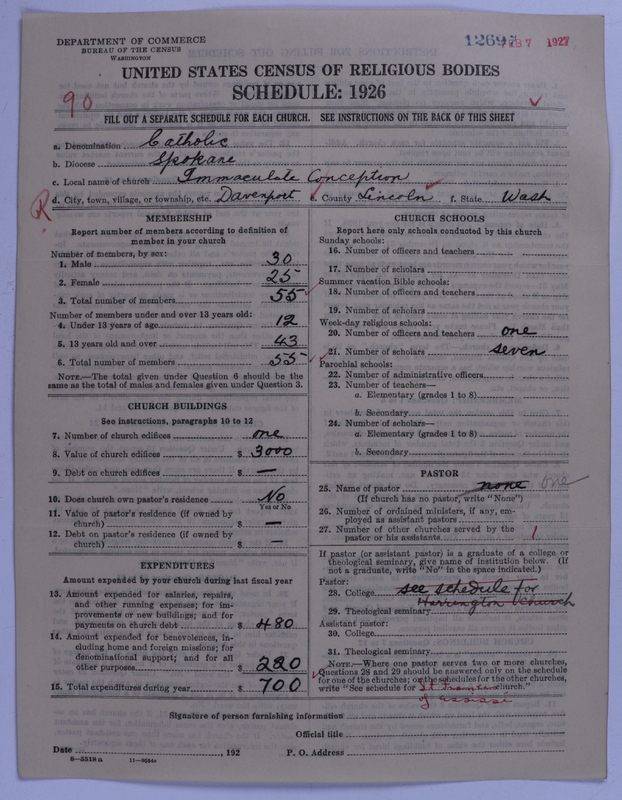 DEPARTMENT OF COMMERCE
BUREAU OF THE CENSUS
WASHINGTON
1927
UNITED STATES CENSUS OF RELIGIOUS BODIES
SCHEDULE: 1926
90
FILL OUT A SEPARATE SCHEDULE FOR EACH CHURCH. SEE INSTRUCTIONS ON THE BACK OF THIS SHEET
a. Denomination Catholic
b. Diocese Spokane
c. Local name of church Immaculate Conception
R d. City, town, village, or township, etc. Davenport e. County Lincoln f. State Wash
MEMBERSHIP
Report number of members according to definition of
member in your church
Number of members, by sex:
1. Male 30
2. Female 25
3. Total number of members 55
Number of members under and over 13 years old:
4. Under 13 years of age 12
5. 13 years old and over 43
6. Total number of members 55
NOTE.—The total given under Question 6 should be
same as the total of males and females given under Question 3.
CHURCH BUILDINGS
See instructions, paragraphs 10 to 12
7. Number of church edifices one
8. Value of church edifices $ 3000
9. Debt on church edifices $ —
10. Does church own pastor's residence No
Yes or No
11. Value of pastor's residence (if owned by
church) $ —
12. Debt on pastor's residence (if owned by
church) $ —
EXPENDITURES
Amount expended by your church during last fiscal year
13. Amount expended for salaries, repairs,
and other running expenses; for im-
provements or new buildings; and for
payments on church debt $ 480
14. Amount expended for benevolences, in-
cluding home and foreign missions; for
denominational support; and for all
other purposes $ 220
15. Total expenditures during year $ 700
CHURCH SCHOOLS
Report here only schools conducted by this church
Sunday schools:
16. Number of officers and teachers
17. Number of scholars
Summer vacation Bible schools:
18. Number of officers and teachers
19. Number of scholars
Week-day religious schools:
20. Number of officers and teachers one
21. Number of scholars seven
Parochial schools:
22. Number of administrative officers
23. Number of teachers—
a. Elementary (grades 1 to 8)
b. Secondary
24. Number of scholars—
a. Elementary (grades 1 to 8)
b. Secondary
PASTOR
25. Name of pastor none one
(If church has no pastor, write "None")
26. Number of ordained ministers, if any, em-
ployed as assistant pastors
27. Number of other churches served by the
pastor or his assistants 1
If pastor (or assistant pastor) is a graduate of a college or
theological seminary, give name of institution below. (If
not a graduate, write "No" in the space indicated.)
Pastor:
28. College see schedule for
Harrington Church
29. Theological seminary
Assistant pastor:
30. College
31. Theological seminary
NOTE.—Where one pastor serves two or more churches,
Questions 28 and 29 should be answered only on the schedule
for one of the churches; on the schedules for the other churches,
write "See schedule for St Francis church."
of assisi
Signature of person furnishing information
Official title
Date , 192 P. O. Address
8—5518a 11—9054a